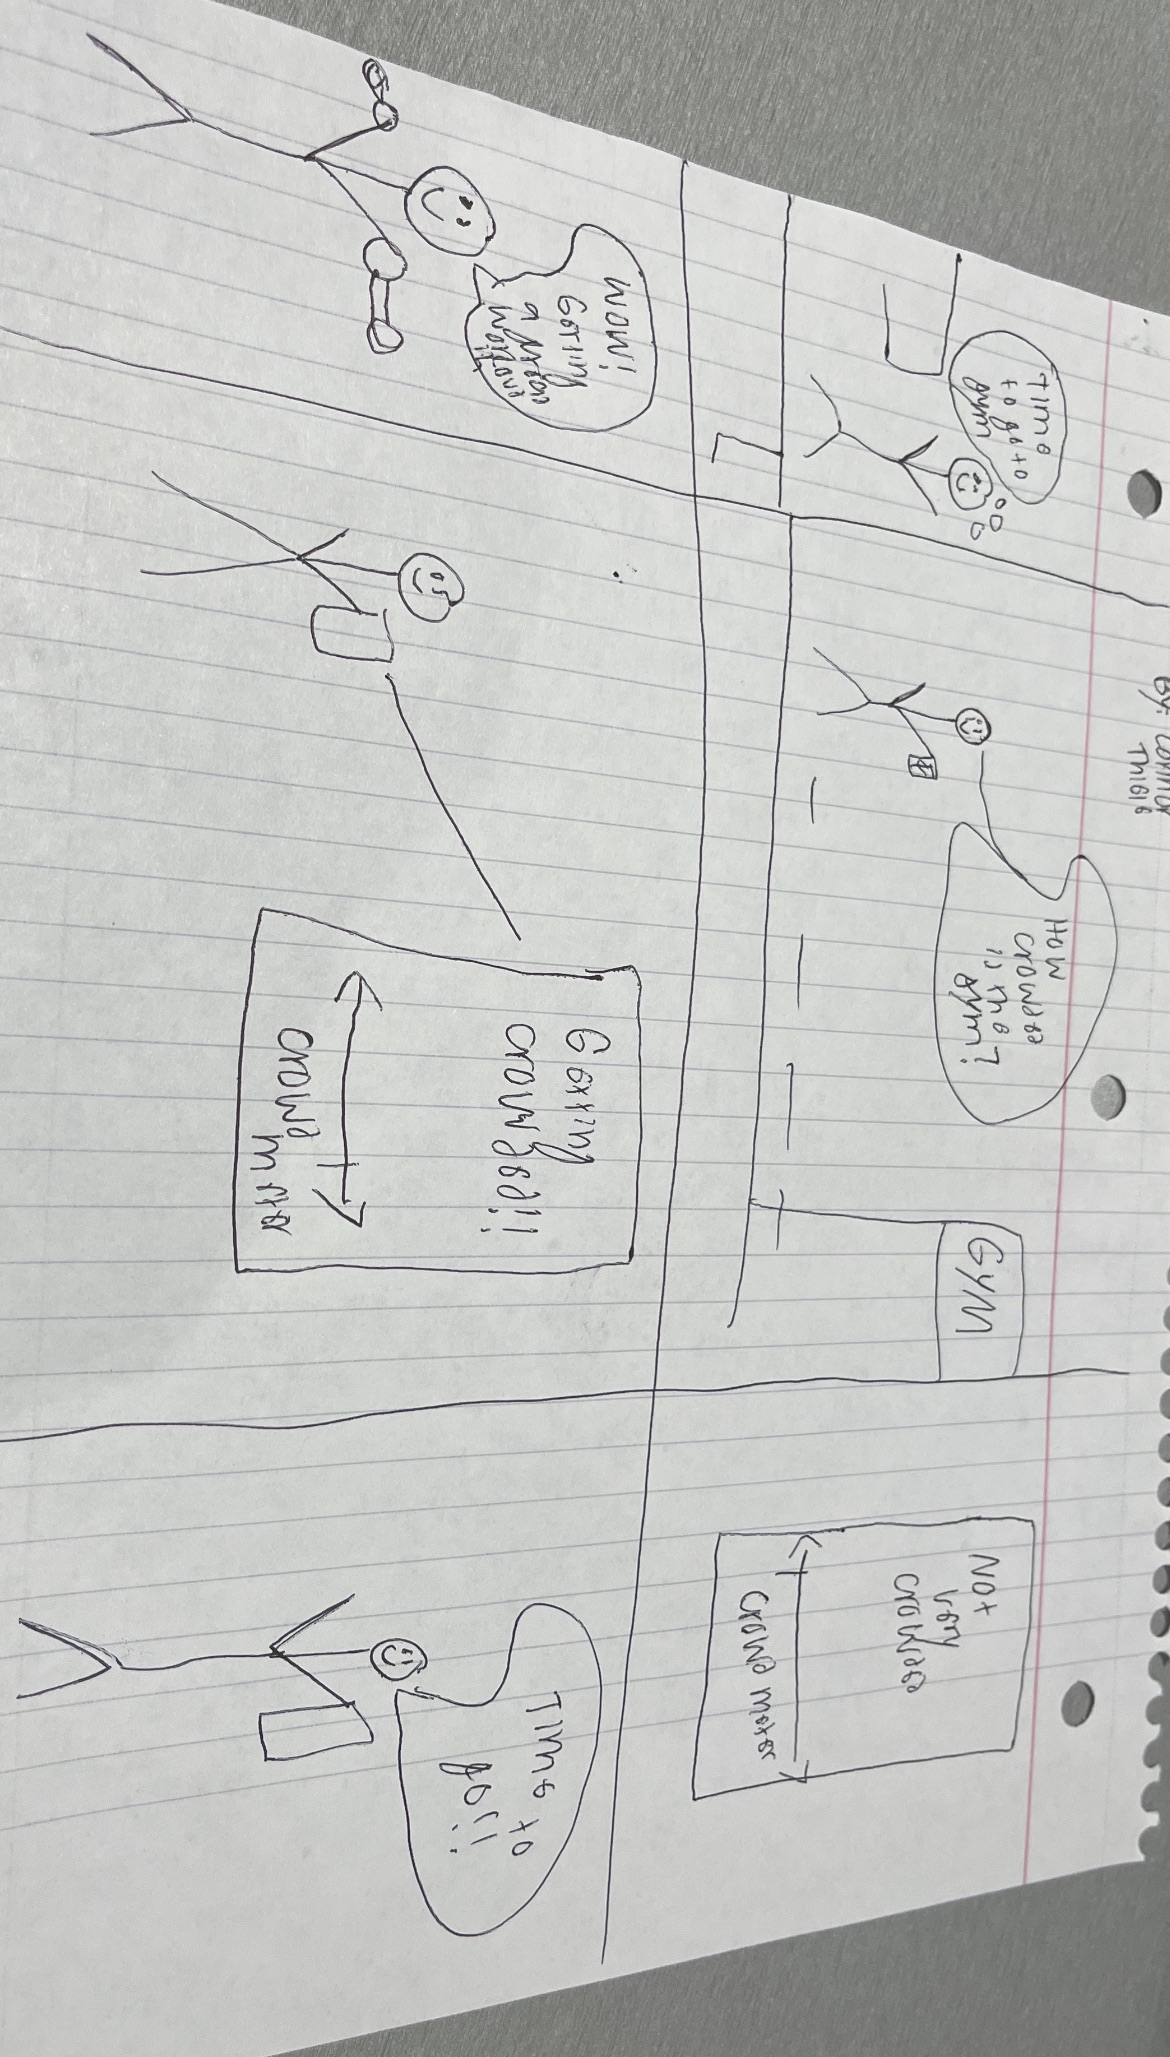 By: Connor
Time
to go to
gym
How
crowded
is the
gym?
GYM
Not
very
crowded
crowd meter
Wow!
Getting
a great
workout!
Getting
crowded!!
crowd
meter
Time to
go!!